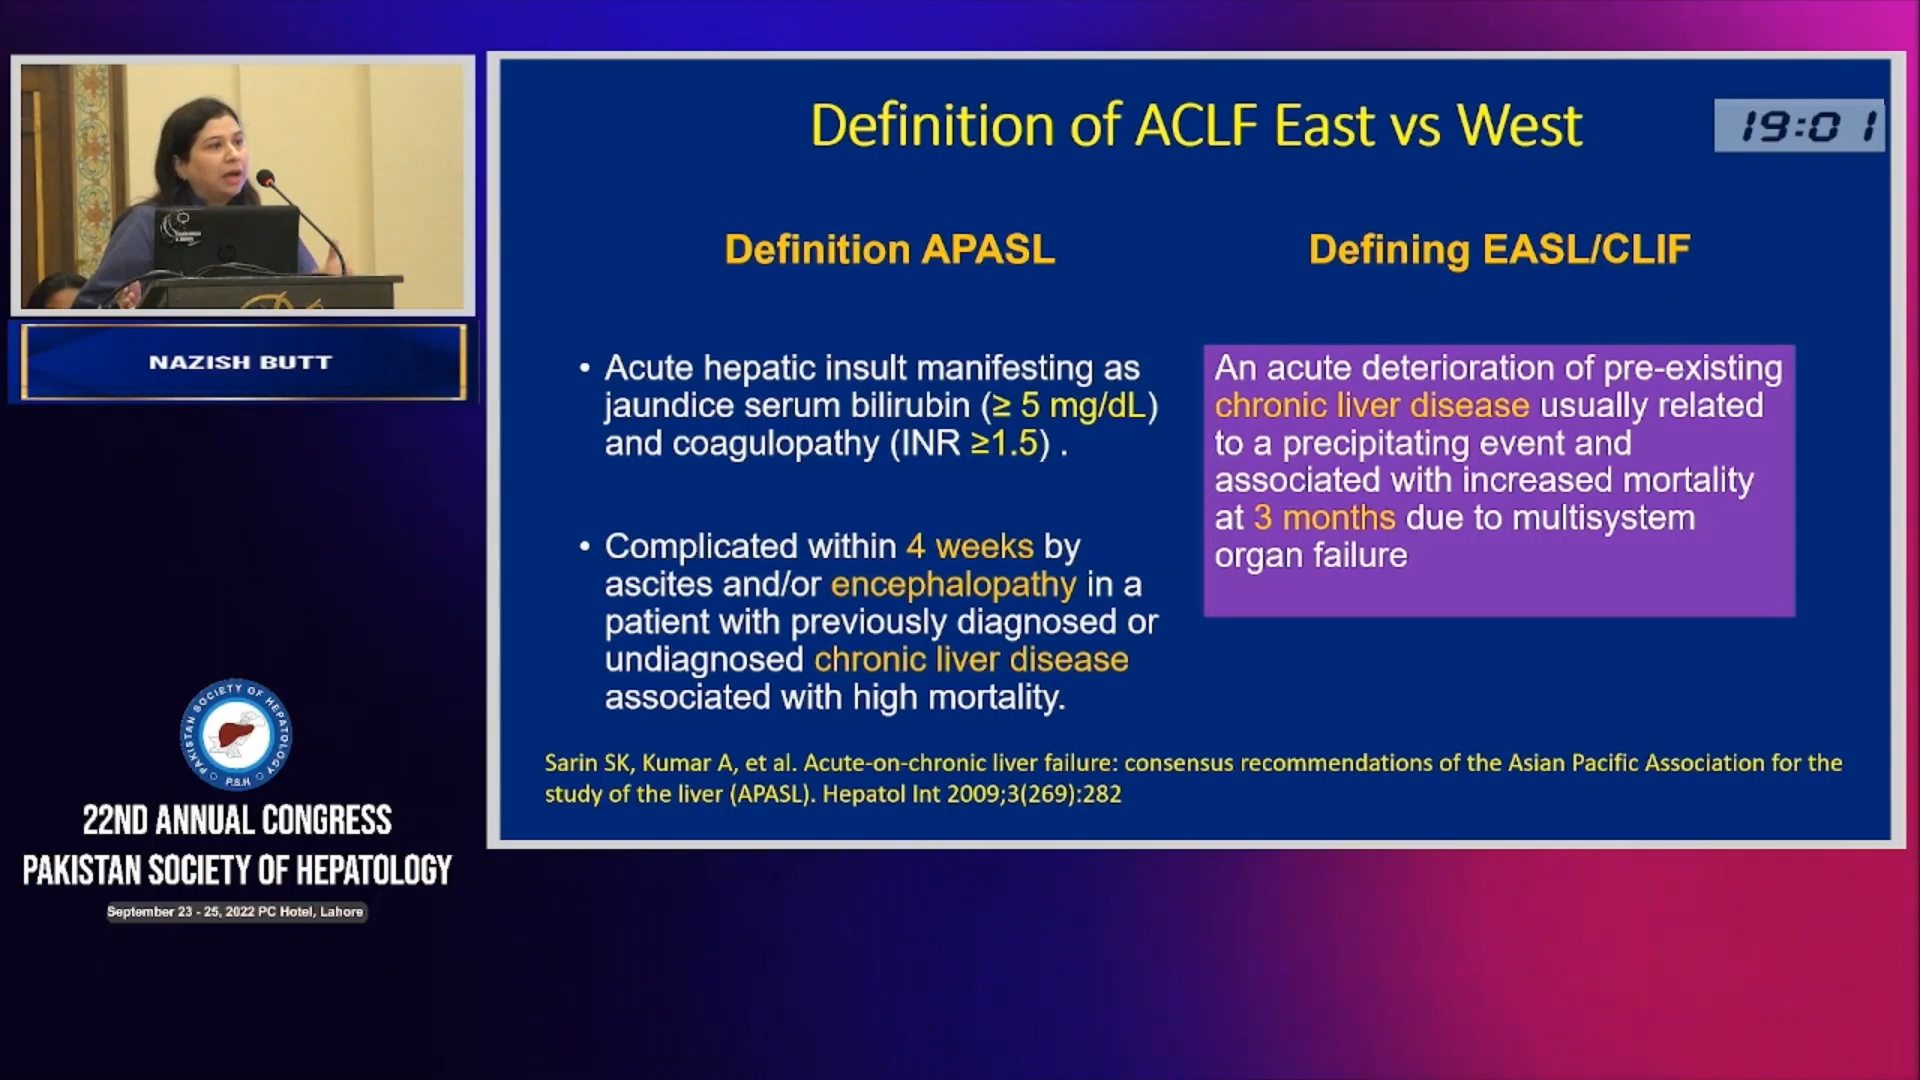 Definition of ACLF East vs West
19:01
Definition APASL
Defining EASL/CLIF
• Acute hepatic insult manifesting as
jaundice serum bilirubin (≥ 5 mg/dL)
and coagulopathy (INR ≥1.5) .
• Complicated within 4 weeks by
ascites and/or encephalopathy in a
patient with previously diagnosed or
undiagnosed chronic liver disease
associated with high mortality.
An acute deterioration of pre-existing
chronic liver disease usually related
to a precipitating event and
associated with increased mortality
at 3 months due to multisystem
organ failure
Sarin SK, Kumar A, et al. Acute-on-chronic liver failure: consensus recommendations of the Asian Pacific Association for the
study of the liver (APASL). Hepatol Int 2009;3(269):282
NAZISH BUTT
PAKISTAN SOCIETY OF HEPATOLOGY
P.S.H
22ND ANNUAL CONGRESS
PAKISTAN SOCIETY OF HEPATOLOGY
September 23 - 25, 2022 PC Hotel, Lahore